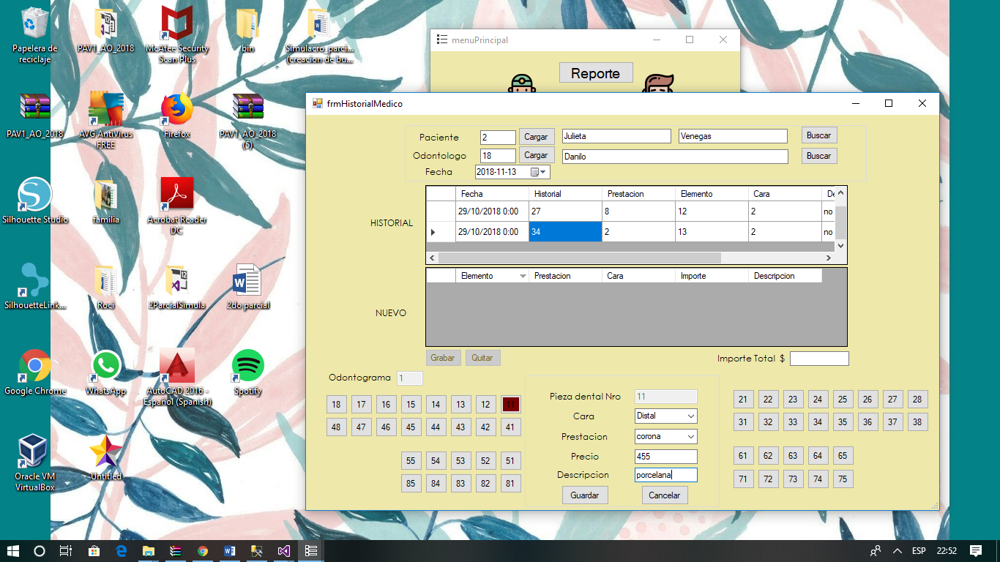 Papelera de
reciclaje
PAV1_AO_2018
McAfee Security
Scan Plus
bin
Simulacro_parci...
(creacion de bu...
PAV1_AO_2018
AVG AntiVirus
FREE
Firefox
PAV1_AO_2018
(5)
Silhouette Studio
familia
Acrobat Reader
DC
SilhouetteLink...
Roci
2ParcialSimula
2do parcial
Google Chrome
WhatsApp
AutoCAD 2016 -
Español (Spanish)
Spotify
Oracle VM
VirtualBox
Untitled
menuPrincipal
Reporte
frmHistorialMedico
Paciente 2 Cargar Julieta Venegas Buscar
Odontologo 18 Cargar Danilo Buscar
Fecha 2018-11-13
HISTORIAL
Fecha Historial Prestacion Elemento Cara De
29/10/2018 0:00 27 8 12 2 no
29/10/2018 0:00 34 2 13 2 no
NUEVO
Elemento Prestacion Cara Importe Descripcion
Grabar Quitar Importe Total $
Odontograma 1
18 17 16 15 14 13 12 11
48 47 46 45 44 43 42 41
55 54 53 52 51
85 84 83 82 81
Pieza dental Nro 11
Cara Distal
Prestacion corona
Precio 455
Descripcion porcelana
Guardar Cancelar
21 22 23 24 25 26 27 28
31 32 33 34 35 36 37 38
61 62 63 64 65
71 72 73 74 75
ESP 22:52